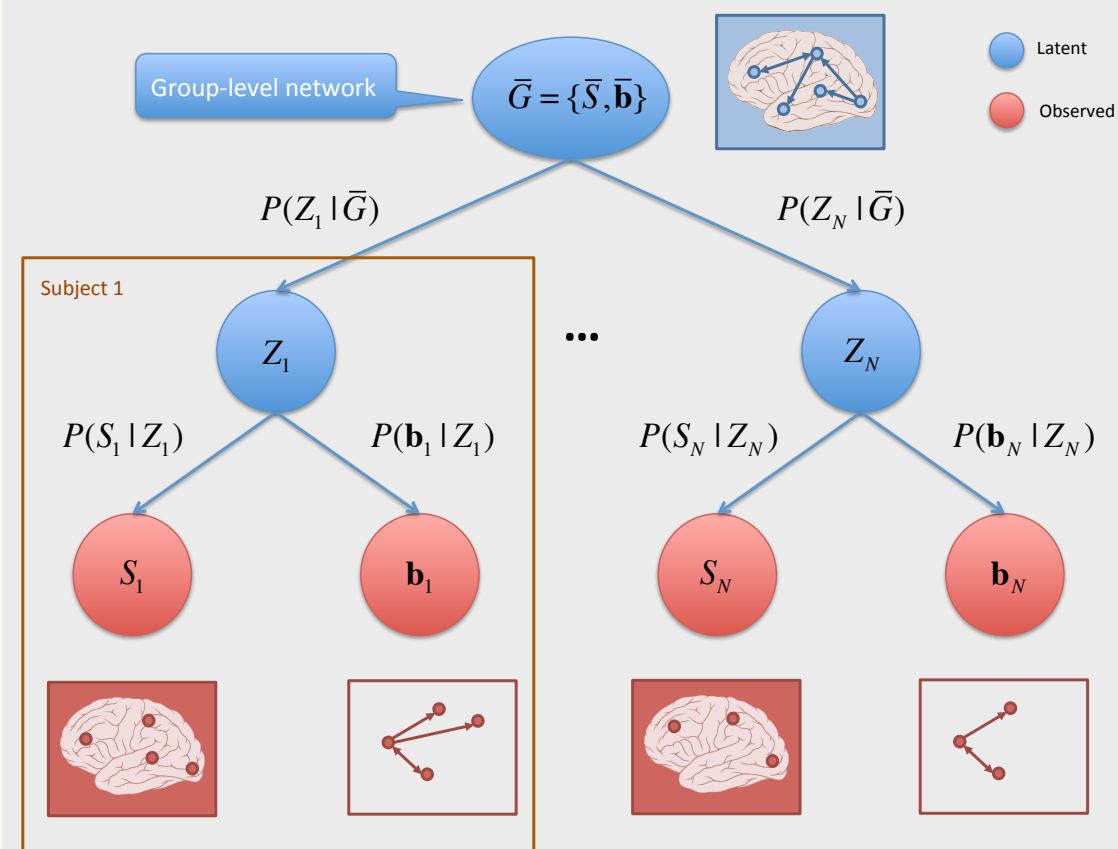 Group-level network
G̅ = {S̅, b̅}
Latent
Observed
P(Z₁ | G̅)
P(Z_N | G̅)
Subject 1
Z₁
...
Z_N
P(S₁ | Z₁)
P(b₁ | Z₁)
P(S_N | Z_N)
P(b_N | Z_N)
S₁
b₁
S_N
b_N